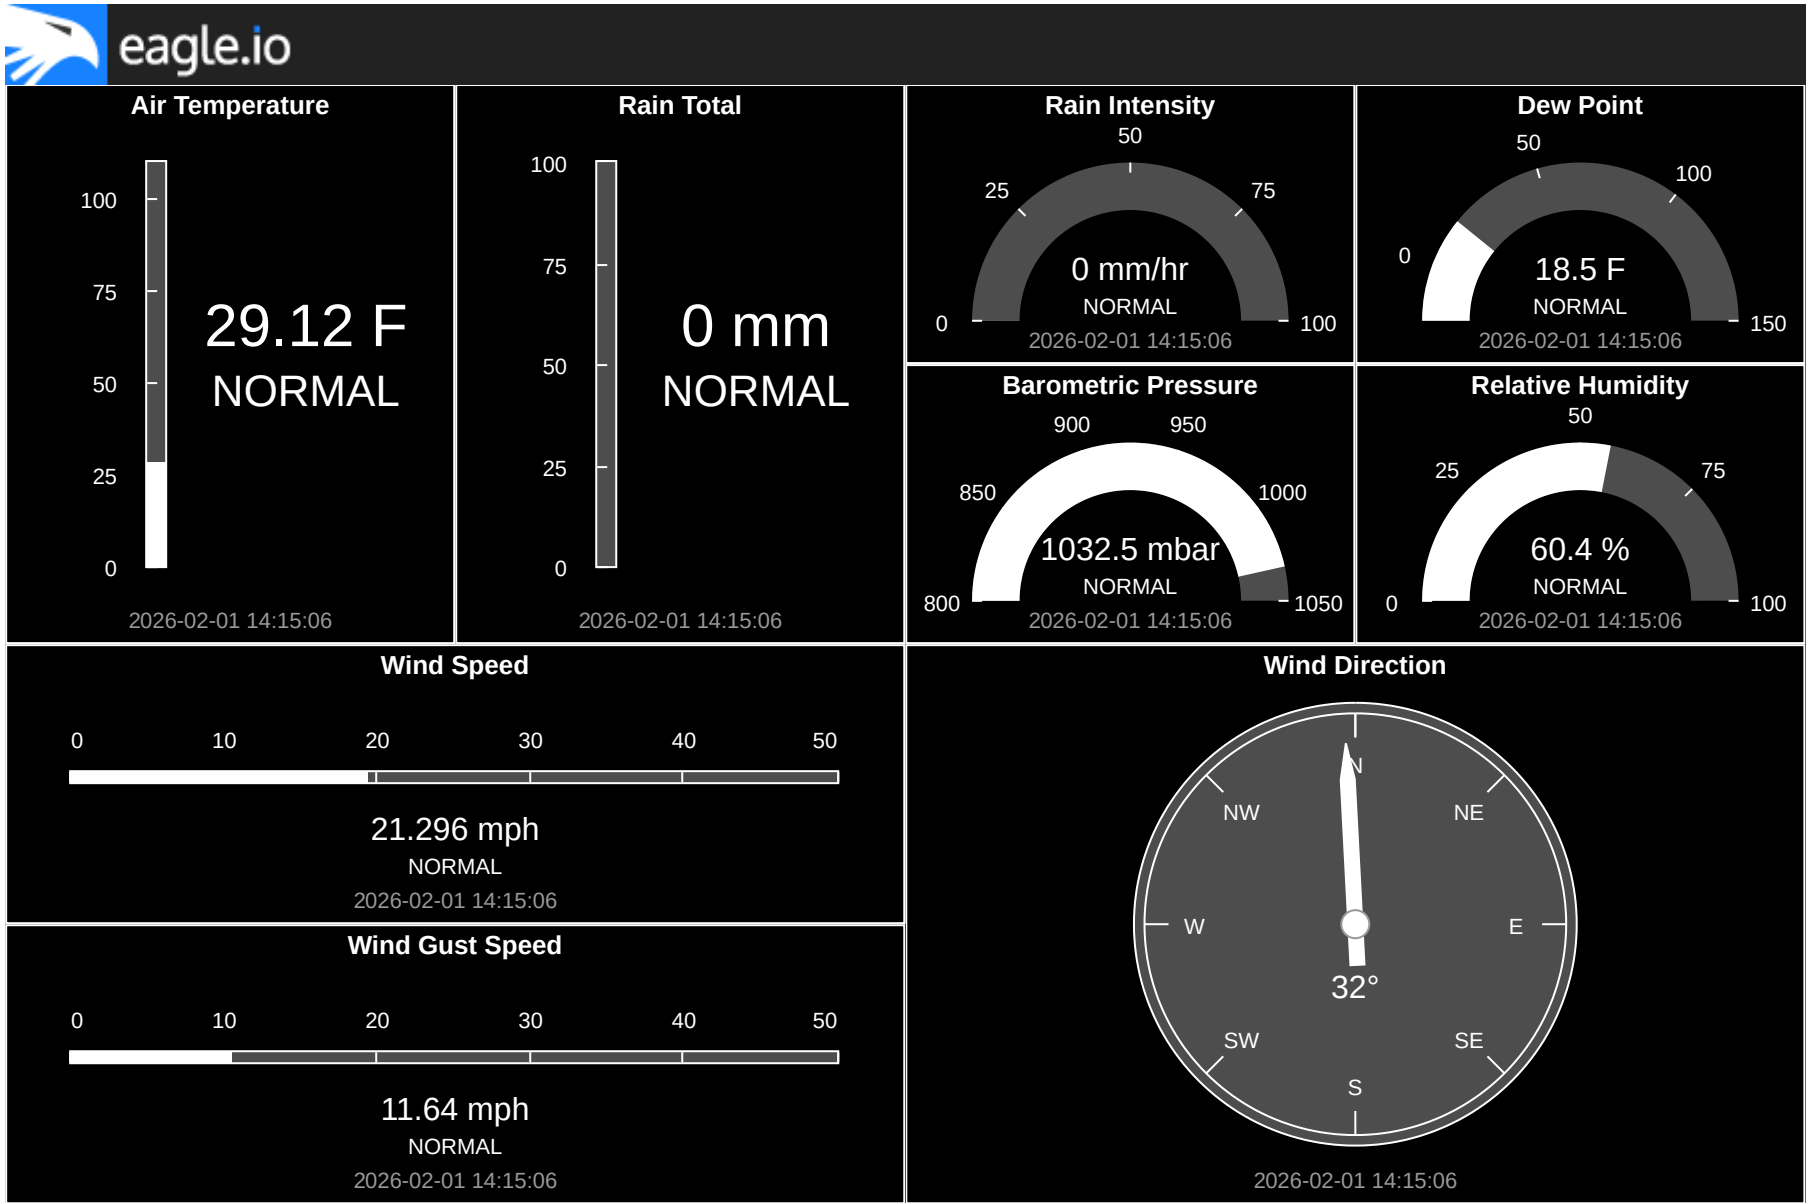 eagle.io
Air Temperature
100
75
50
25
0
29.12 F
NORMAL
2026-02-01 14:15:06
Rain Total
100
75
50
25
0
0 mm
NORMAL
2026-02-01 14:15:06
Rain Intensity
0
25
50
75
100
0 mm/hr
NORMAL
2026-02-01 14:15:06
Dew Point
0
50
100
150
18.5 F
NORMAL
2026-02-01 14:15:06
Barometric Pressure
800
850
900
950
1000
1050
1032.5 mbar
NORMAL
2026-02-01 14:15:06
Relative Humidity
0
25
50
75
100
60.4 %
NORMAL
2026-02-01 14:15:06
Wind Speed
0 10 20 30 40 50
21.296 mph
NORMAL
2026-02-01 14:15:06
Wind Gust Speed
0 10 20 30 40 50
11.64 mph
NORMAL
2026-02-01 14:15:06
Wind Direction
N
NW NE
W E
32°
SW SE
S
2026-02-01 14:15:06